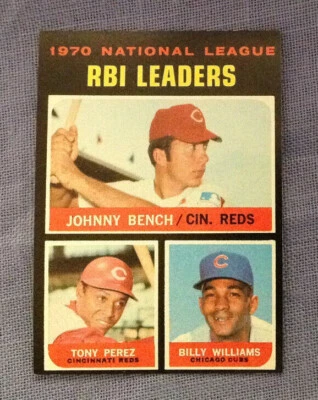 1970 NATIONAL LEAGUE
RBI LEADERS
JOHNNY BENCH / CIN. REDS
TONY PEREZ
CINCINNATI REDS
BILLY WILLIAMS
CHICAGO CUBS